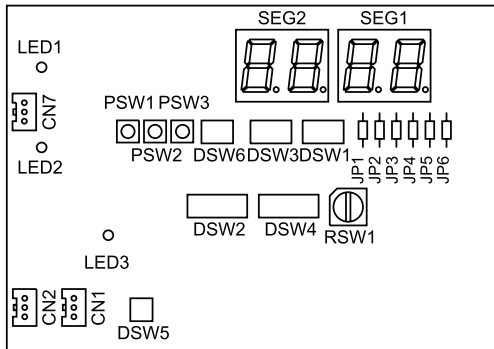 SEG2 SEG1
LED1
CN7
PSW1 PSW3
LED2
PSW2 DSW6 DSW3 DSW1
JP1 JP2 JP3 JP4 JP5 JP6
DSW2 DSW4 RSW1
LED3
CN2 CN1
DSW5